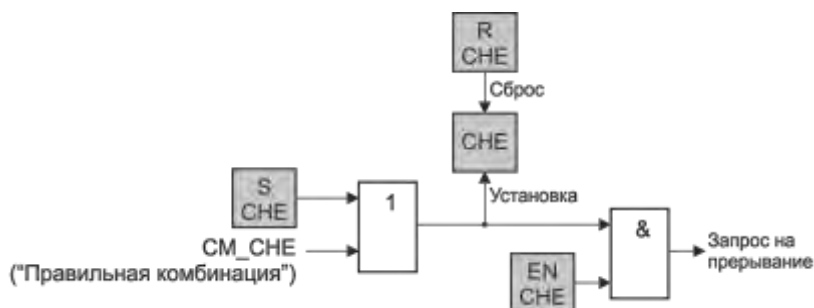 R
CHE
Сброс
CHE
S
CHE
1
Установка
&
CM_CHE
("Правильная комбинация")
EN
CHE
Запрос на
прерывание